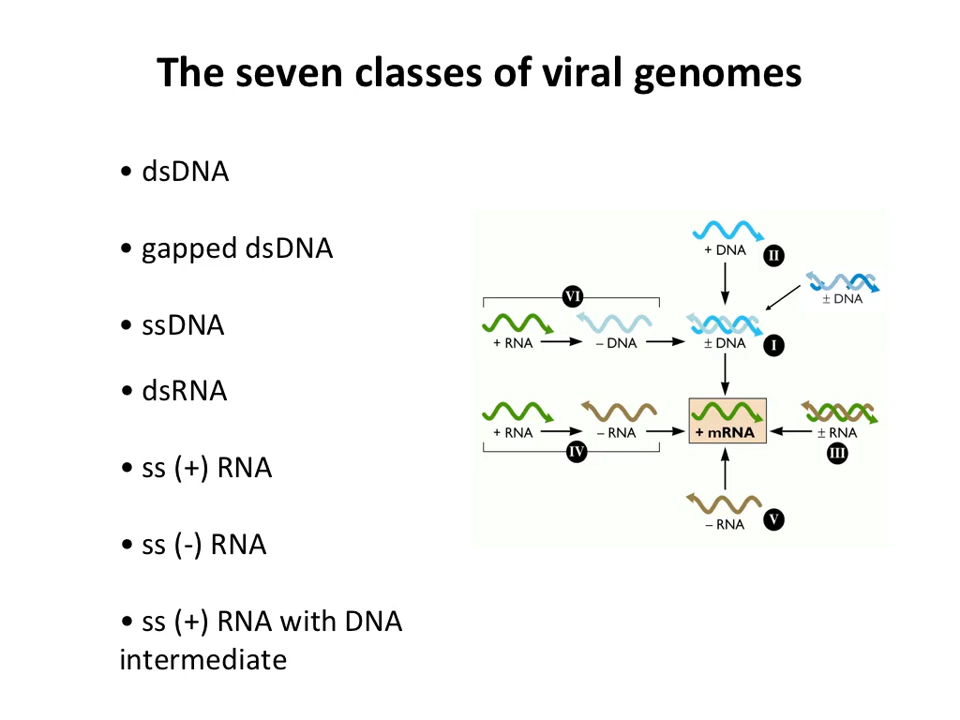 The seven classes of viral genomes
• dsDNA
• gapped dsDNA
• ssDNA
• dsRNA
• ss (+) RNA
• ss (-) RNA
• ss (+) RNA with DNA
intermediate
+ DNA
II
± DNA
VI
+ RNA
– DNA
± DNA
I
+ RNA
– RNA
+ mRNA
± RNA
IV
III
– RNA
V